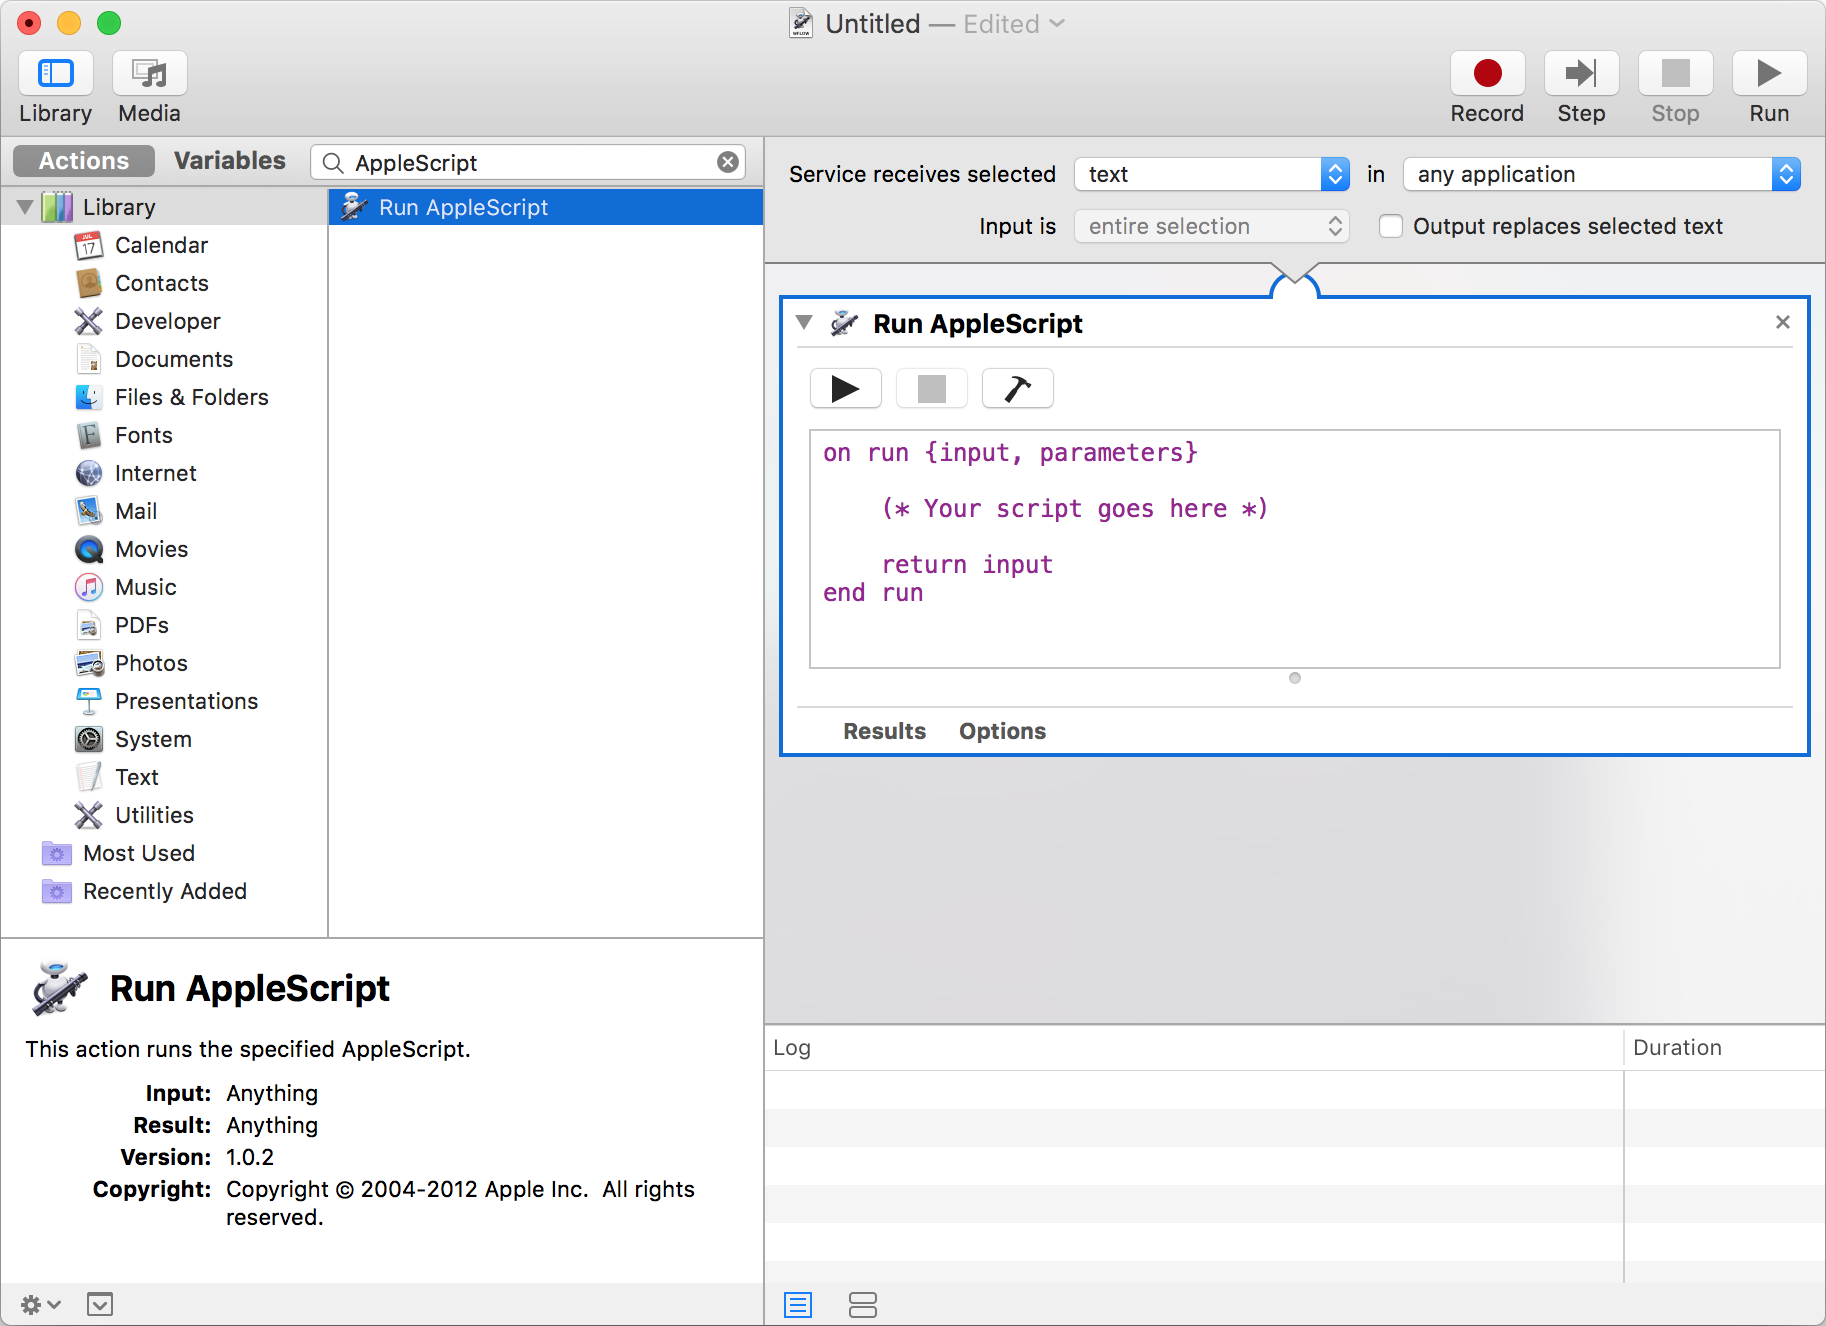 Untitled — Edited
Library
Media
Record
Step
Stop
Run
Actions
Variables
AppleScript
Library
Calendar
Contacts
Developer
Documents
Files & Folders
Fonts
Internet
Mail
Movies
Music
PDFs
Photos
Presentations
System
Text
Utilities
Most Used
Recently Added
Run AppleScript
Service receives selected text in any application
Input is entire selection Output replaces selected text
Run AppleScript
on run {input, parameters}
(* Your script goes here *)
return input
end run
Results Options
Run AppleScript
This action runs the specified AppleScript.
Input: Anything
Result: Anything
Version: 1.0.2
Copyright: Copyright © 2004-2012 Apple Inc. All rights
reserved.
Log
Duration